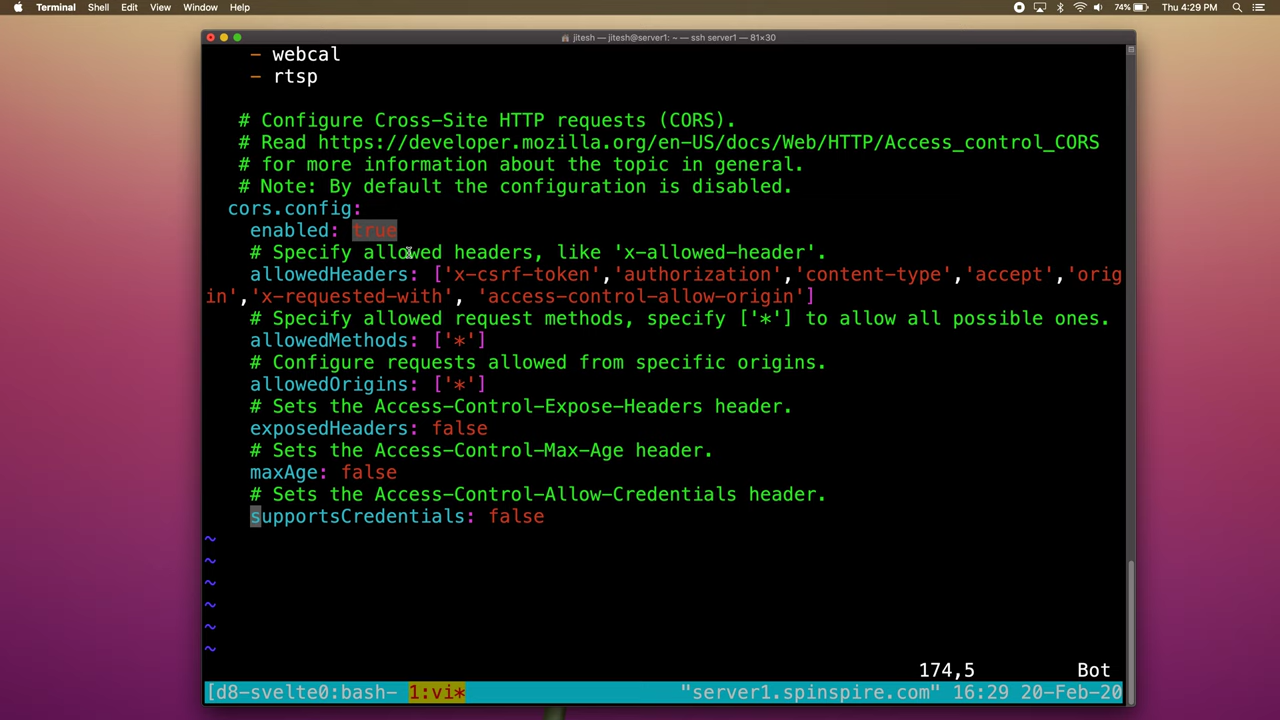 Terminal Shell Edit View Window Help 74% Thu 4:29 PM
jitesh — jitesh@server1: ~ — ssh server1 — 81×30
- webcal
- rtsp
# Configure Cross-Site HTTP requests (CORS).
# Read https://developer.mozilla.org/en-US/docs/Web/HTTP/Access_control_CORS
# for more information about the topic in general.
# Note: By default the configuration is disabled.
cors.config:
enabled: true
# Specify allowed headers, like 'x-allowed-header'.
allowedHeaders: ['x-csrf-token','authorization','content-type','accept','orig
in','x-requested-with', 'access-control-allow-origin']
# Specify allowed request methods, specify ['*'] to allow all possible ones.
allowedMethods: ['*']
# Configure requests allowed from specific origins.
allowedOrigins: ['*']
# Sets the Access-Control-Expose-Headers header.
exposedHeaders: false
# Sets the Access-Control-Max-Age header.
maxAge: false
# Sets the Access-Control-Allow-Credentials header.
supportsCredentials: false
~
~
~
~
~
~
174,5 Bot
[d8-svelte0:bash- 1:vi* "server1.spinspire.com" 16:29 20-Feb-20